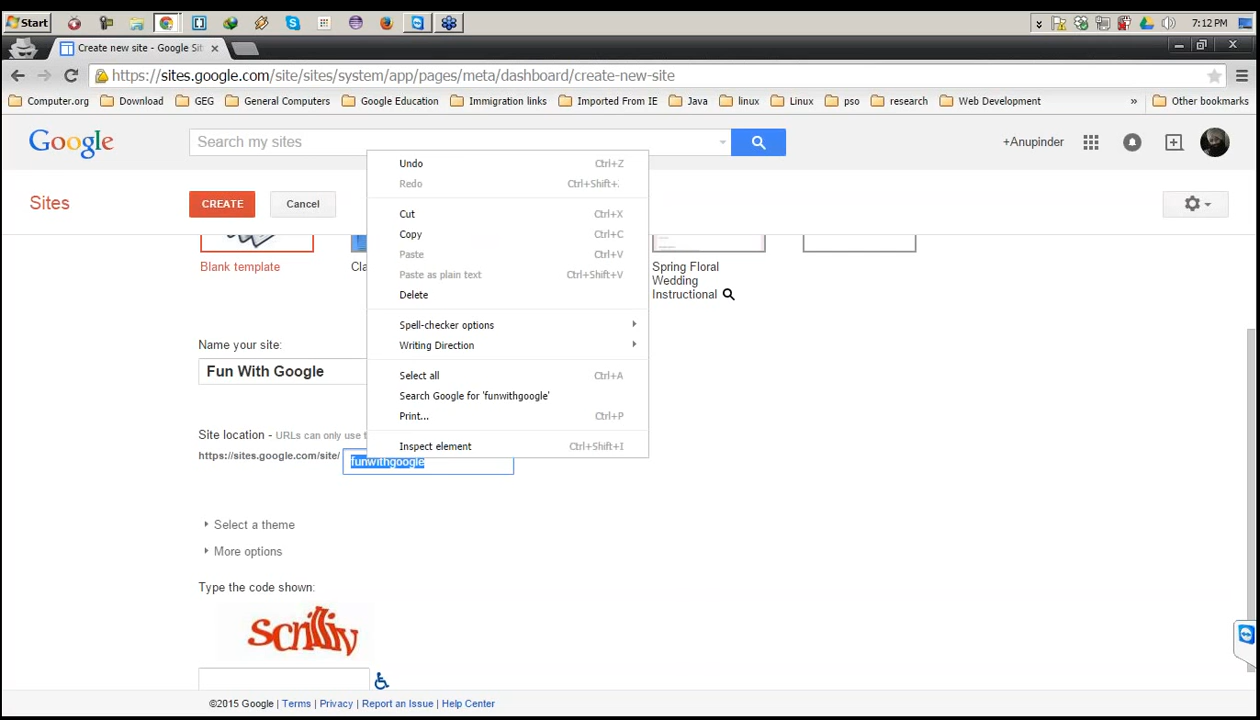 Start
7:12 PM
Create new site - Google Sit
https://sites.google.com/site/sites/system/app/pages/meta/dashboard/create-new-site
Computer.org Download GEG General Computers Google Education Immigration links Imported From IE Java linux Linux pso research Web Development » Other bookmarks
Google Search my sites +Anupinder
Sites CREATE Cancel
Undo Ctrl+Z
Redo Ctrl+Shift+.
Cut Ctrl+X
Copy Ctrl+C
Paste Ctrl+V
Paste as plain text Ctrl+Shift+V
Delete
Spell-checker options
Writing Direction
Select all Ctrl+A
Search Google for 'funwithgoogle'
Print... Ctrl+P
Inspect element Ctrl+Shift+I
Blank template Cla Spring Floral
Wedding
Instructional
Name your site:
Fun With Google
Site location - URLs can only use t
https://sites.google.com/site/ funwithgoogle
Select a theme
More options
Type the code shown:
©2015 Google | Terms | Privacy | Report an Issue | Help Center